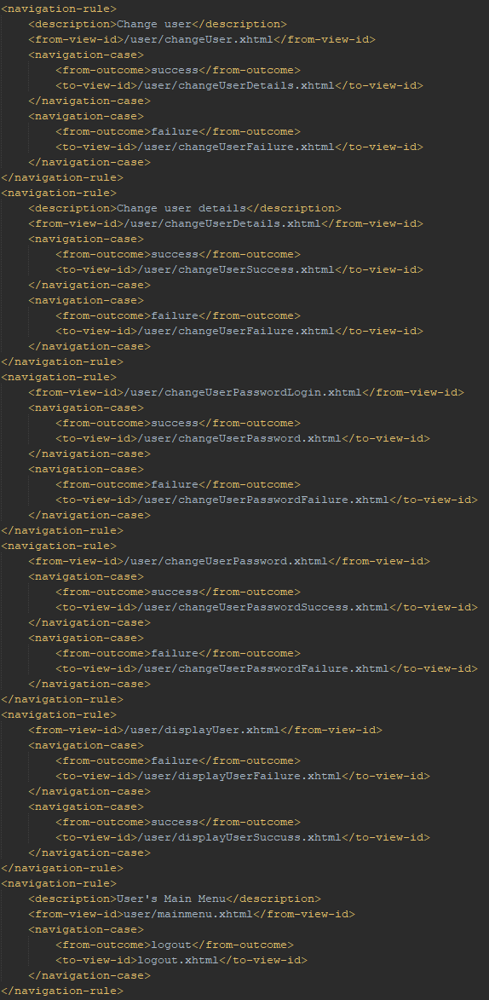 <navigation-rule>
    <description>Change user</description>
    <from-view-id>/user/changeUser.xhtml</from-view-id>
    <navigation-case>
        <from-outcome>success</from-outcome>
        <to-view-id>/user/changeUserDetails.xhtml</to-view-id>
    </navigation-case>
    <navigation-case>
        <from-outcome>failure</from-outcome>
        <to-view-id>/user/changeUserFailure.xhtml</to-view-id>
    </navigation-case>
</navigation-rule>
<navigation-rule>
    <description>Change user details</description>
    <from-view-id>/user/changeUserDetails.xhtml</from-view-id>
    <navigation-case>
        <from-outcome>success</from-outcome>
        <to-view-id>/user/changeUserSuccess.xhtml</to-view-id>
    </navigation-case>
    <navigation-case>
        <from-outcome>failure</from-outcome>
        <to-view-id>/user/changeUserFailure.xhtml</to-view-id>
    </navigation-case>
</navigation-rule>
<navigation-rule>
    <from-view-id>/user/changeUserPasswordLogin.xhtml</from-view-id>
    <navigation-case>
        <from-outcome>success</from-outcome>
        <to-view-id>/user/changeUserPassword.xhtml</to-view-id>
    </navigation-case>
    <navigation-case>
        <from-outcome>failure</from-outcome>
        <to-view-id>/user/changeUserPasswordFailure.xhtml</to-view-id>
    </navigation-case>
</navigation-rule>
<navigation-rule>
    <from-view-id>/user/changeUserPassword.xhtml</from-view-id>
    <navigation-case>
        <from-outcome>success</from-outcome>
        <to-view-id>/user/changeUserPasswordSuccess.xhtml</to-view-id>
    </navigation-case>
    <navigation-case>
        <from-outcome>failure</from-outcome>
        <to-view-id>/user/changeUserPasswordFailure.xhtml</to-view-id>
    </navigation-case>
</navigation-rule>
<navigation-rule>
    <from-view-id>/user/displayUser.xhtml</from-view-id>
    <navigation-case>
        <from-outcome>failure</from-outcome>
        <to-view-id>/user/displayUserFailure.xhtml</to-view-id>
    </navigation-case>
    <navigation-case>
        <from-outcome>success</from-outcome>
        <to-view-id>/user/displayUserSuccuss.xhtml</to-view-id>
    </navigation-case>
</navigation-rule>
<navigation-rule>
    <description>User's Main Menu</description>
    <from-view-id>user/mainmenu.xhtml</from-view-id>
    <navigation-case>
        <from-outcome>logout</from-outcome>
        <to-view-id>logout.xhtml</to-view-id>
    </navigation-case>
</navigation-rule>